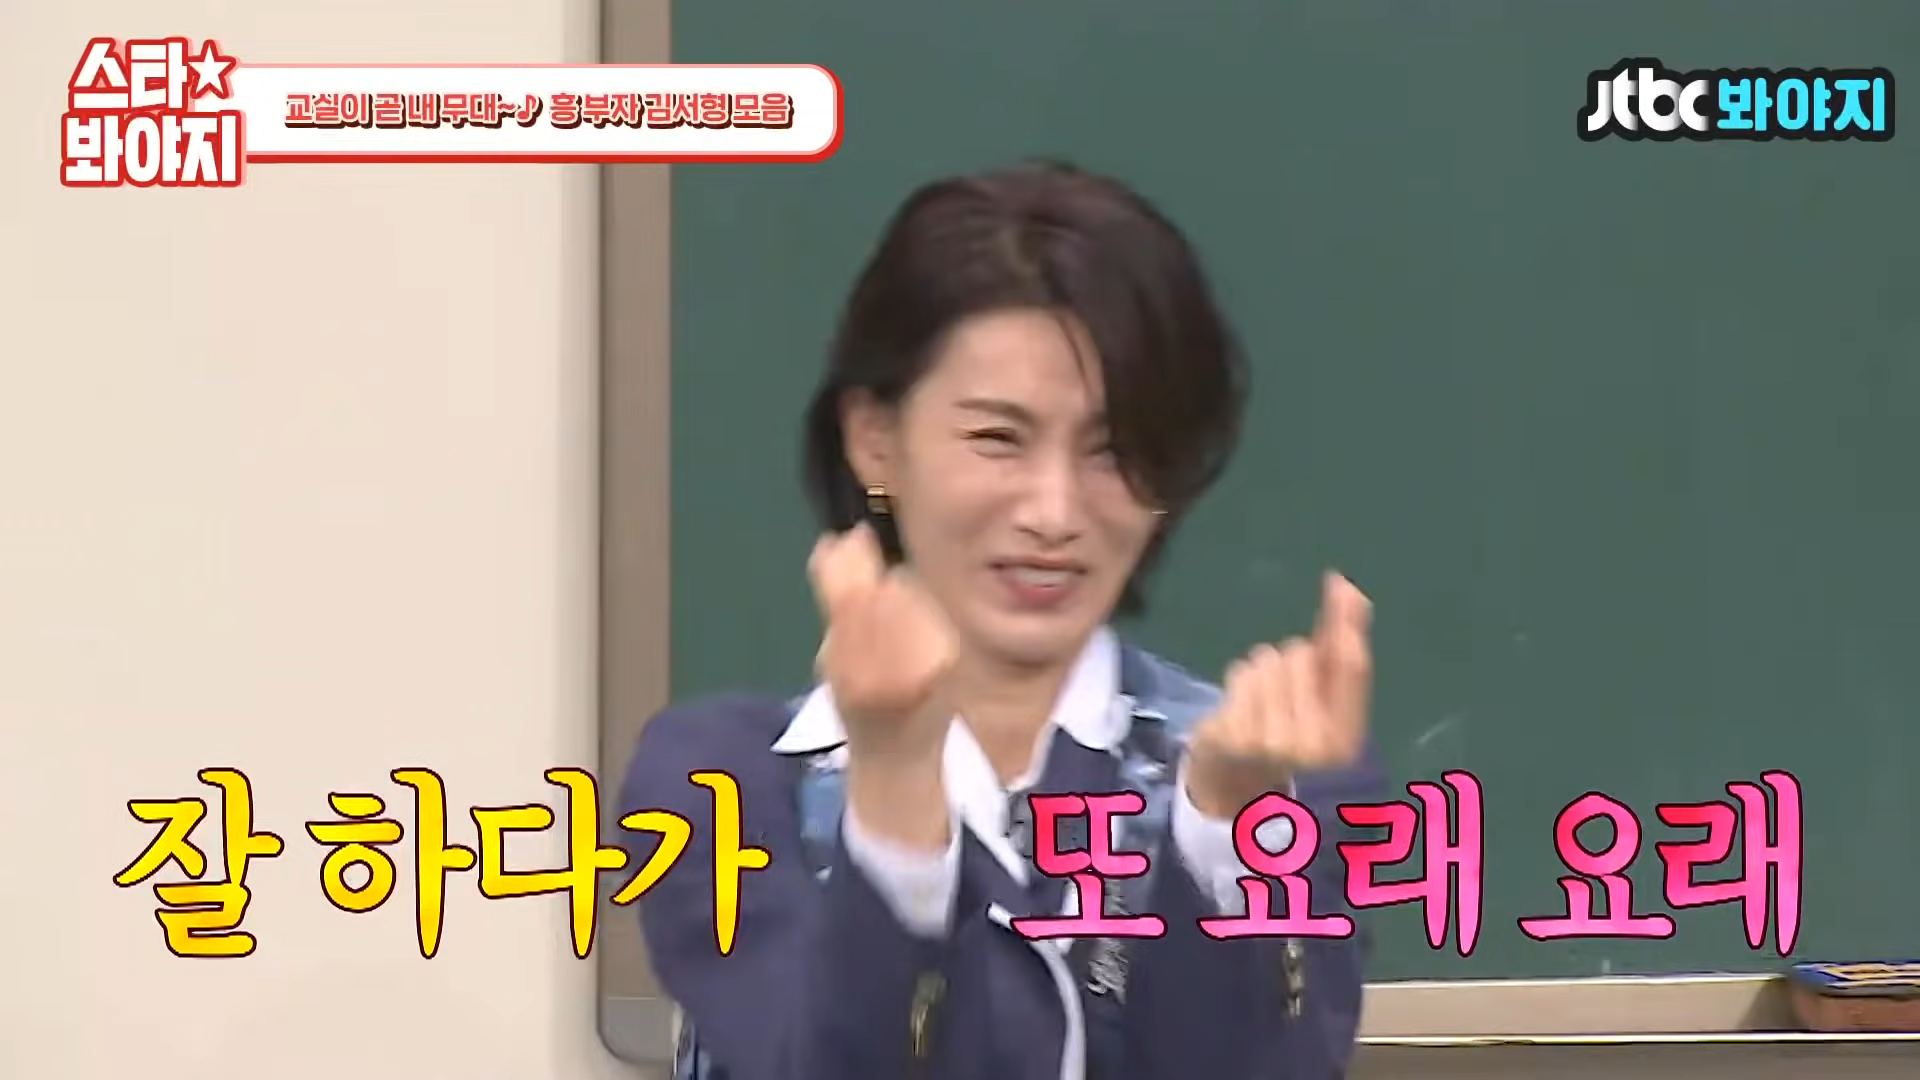 스타★
봐야지
교실이 곧 내 무대~♪ 흥 부자 김서형 모음
jtbc 봐야지
잘 하다가 또 요래 요래